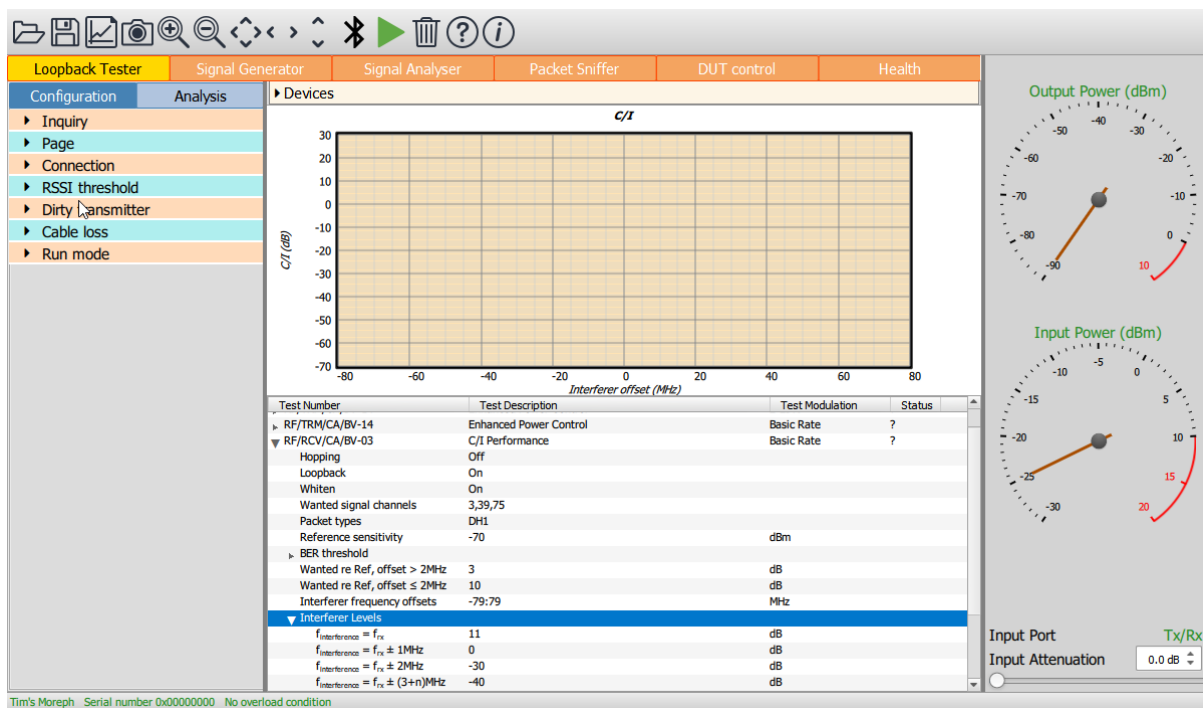 Loopback Tester Signal Generator Signal Analyser Packet Sniffer DUT control Health
Configuration Analysis
Inquiry
Page
Connection
RSSI threshold
Dirty transmitter
Cable loss
Run mode
Devices
C/I
30
20
10
0
-10
-20
-30
-40
-50
-60
-70
C/I (dB)
-80 -60 -40 -20 0 20 40 60 80
Interferer offset (MHz)
Test Number Test Description Test Modulation Status
RF/TRM/CA/BV-14 Enhanced Power Control Basic Rate ?
RF/RCV/CA/BV-03 C/I Performance Basic Rate ?
Hopping Off
Loopback On
Whiten On
Wanted signal channels 3,39,75
Packet types DH1
Reference sensitivity -70 dBm
BER threshold
Wanted re Ref, offset > 2MHz 3 dB
Wanted re Ref, offset ≤ 2MHz 10 dB
Interferer frequency offsets -79:79 MHz
Interferer Levels
finterference = frx 11 dB
finterference = frx ± 1MHz 0 dB
finterference = frx ± 2MHz -30 dB
finterference = frx ± (3+n)MHz -40 dB
Output Power (dBm)
-90 -80 -70 -60 -50 -40 -30 -20 -10 0 10
Input Power (dBm)
-30 -25 -20 -15 -10 -5 0 5 10 15 20
Input Port Tx/Rx
Input Attenuation 0.0 dB
Tim's Moreph Serial number 0x00000000 No overload condition